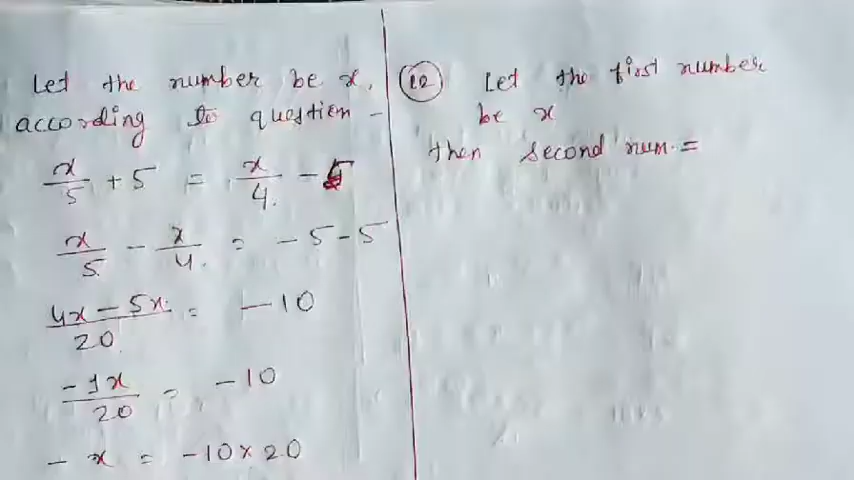 Let the number be x,
according to question -
x/5 + 5 = x/4 - 5
x/5 - x/4 = -5-5
4x - 5x/20 = -10
-1x/20 = -10
- x = -10 x 20
(12) Let the first number
be x
then second num. =